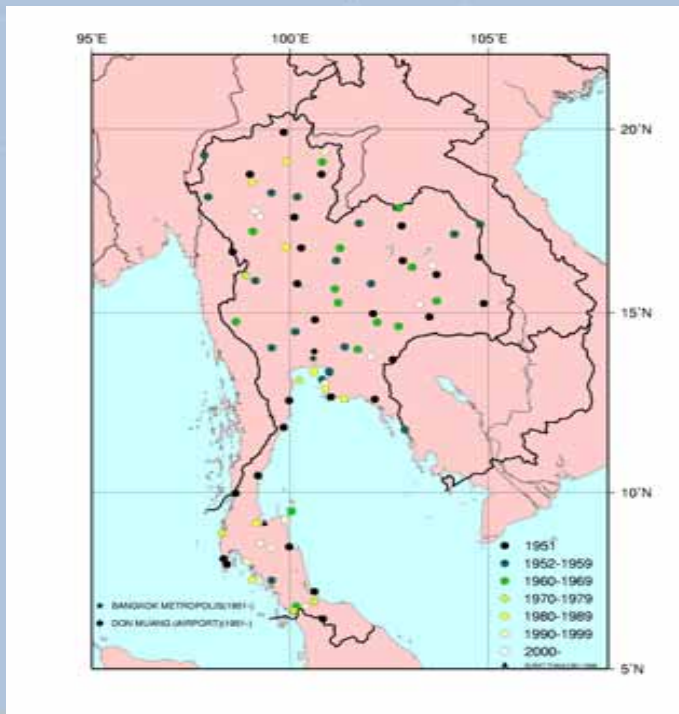 95°E 100°E 105°E
20°N
15°N
10°N
1951
1952-1959
1960-1969
1970-1979
1980-1989
1990-1999
2000-
BANGKOK METROPOLIS(1951-)
DON MUANG (AIRPORT)(1951-)
5°N